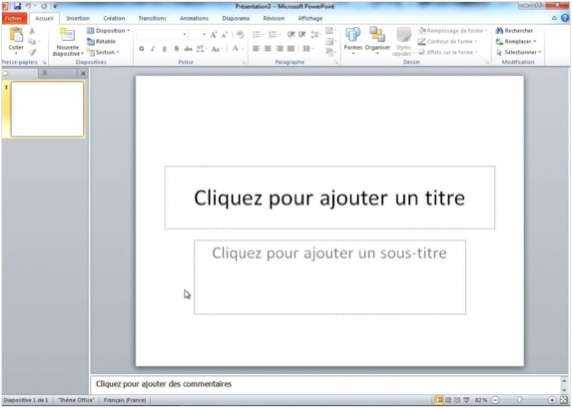 Présentation2 - Microsoft PowerPoint
Fichier Accueil Insertion Création Transitions Animations Diaporama Révision Affichage
Coller
Nouvelle diapositive
Disposition
Rétablir
Section
G I S S abc AV Aa A
Formes
Organiser
Styles rapides
Remplissage de forme
Contour de forme
Effets sur la forme
Rechercher
Remplacer
Sélectionner
Presse-papiers Diapositives Police Paragraphe Dessin Modification
1
Cliquez pour ajouter un titre
Cliquez pour ajouter un sous-titre
Cliquez pour ajouter des commentaires
Diapositive 1 de 1 "Thème Office" Français (France) 82 %